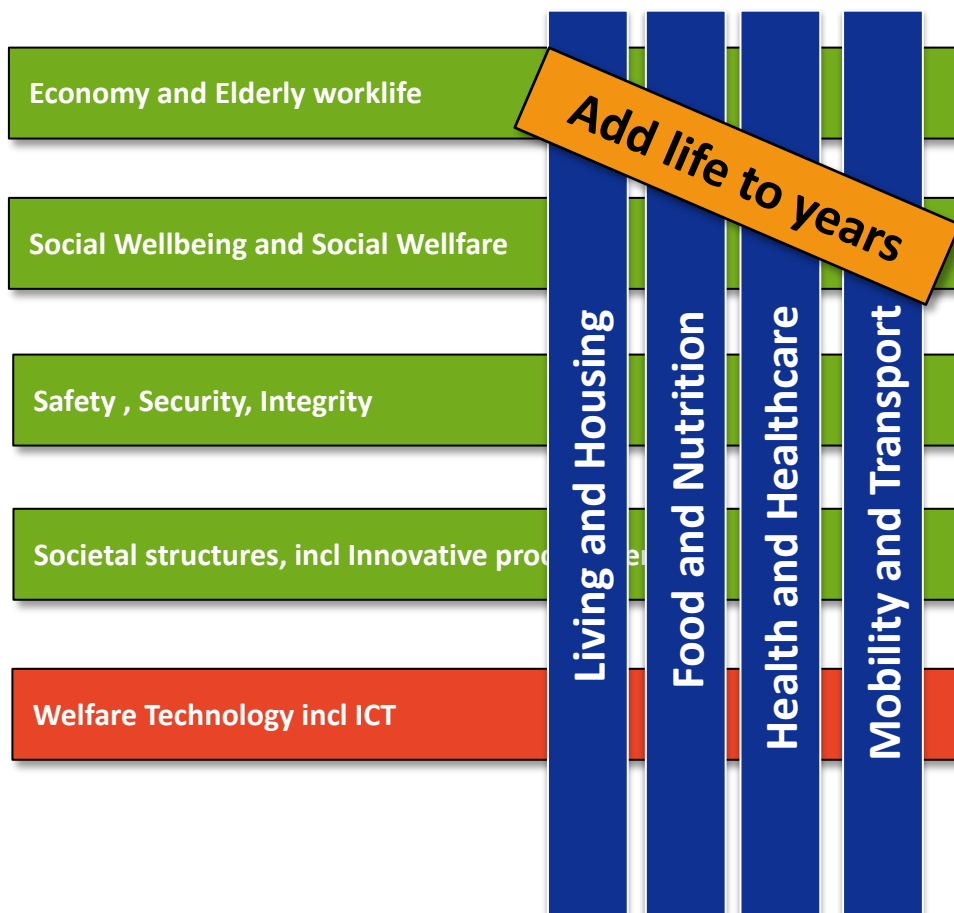 Economy and Elderly worklife
Add life to years
Social Wellbeing and Social Wellfare
Safety , Security, Integrity
Societal structures, incl Innovative
Welfare Technology incl ICT
Living and Housing
Food and Nutrition
Health and Healthcare
Mobility and Transport